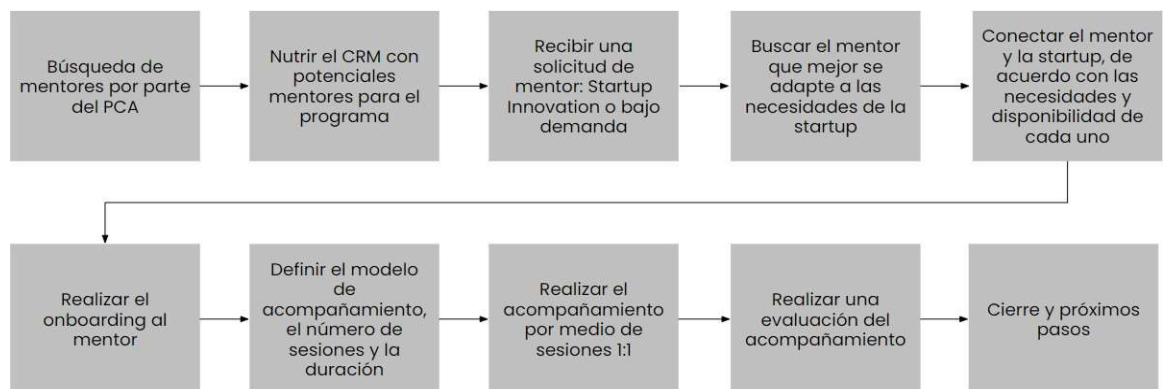 Búsqueda de
mentores por parte
del PCA
Nutrir el CRM con
potenciales
mentores para el
programa
Recibir una
solicitud de
mentor: Startup
Innovation o bajo
demanda
Buscar el mentor
que mejor se
adapte a las
necesidades de la
startup
Conectar el mentor
y la startup, de
acuerdo con las
necesidades y
disponibilidad de
cada uno
Realizar el
onboarding al
mentor
Definir el modelo
de
acompañamiento,
el número de
sesiones y la
duración
Realizar el
acompañamiento
por medio de
sesiones 1:1
Realizar una
evaluación del
acompañamiento
Cierre y próximos
pasos